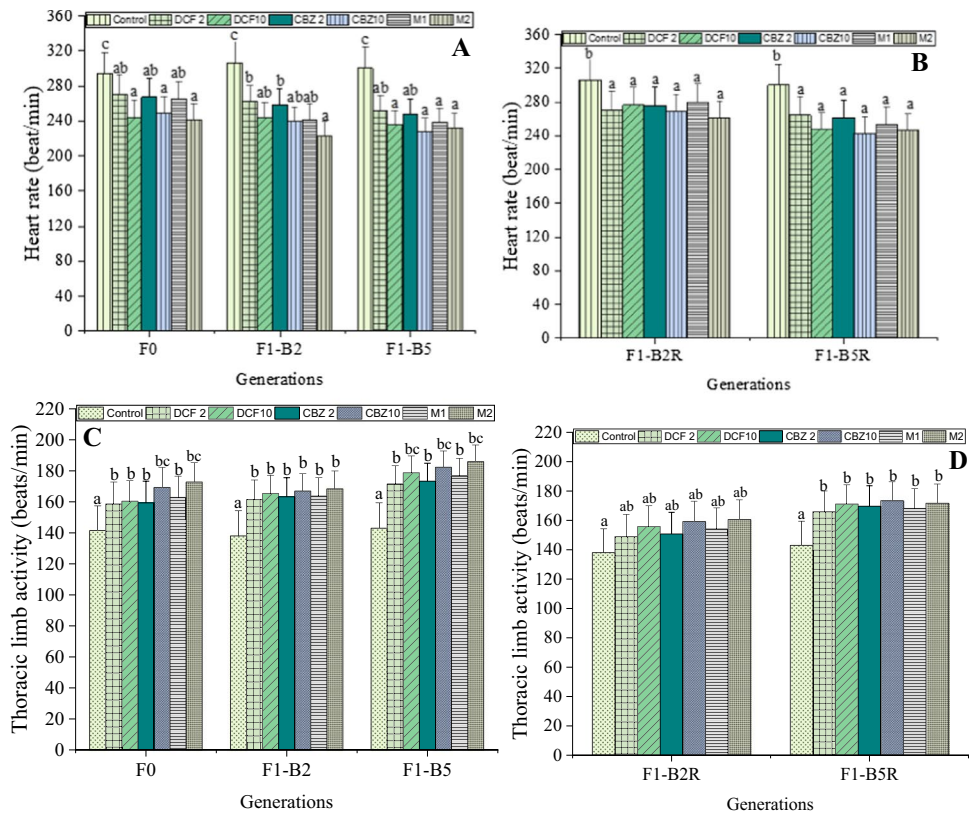 Control DCF 2 DCF10 CBZ 2 CBZ10 M1 M2
A
Heart rate (beat/min)
360
320
280
240
200
160
120
80
40
0
c ab a ab a ab a
c b ab b ab ab a
c ab a ab a a a
F0 F1-B2 F1-B5
Generations
Control DCF 2 DCF10 CBZ 2 CBZ10 M1 M2
B
Heart rate (beat/min)
360
320
280
240
200
160
120
80
40
0
b a a a a a a
b a a a a a a
F1-B2R F1-B5R
Generations
Control DCF 2 DCF10 CBZ 2 CBZ10 M1 M2
C
Thoracic limb activity (beats/min)
220
200
180
160
140
120
100
80
60
40
20
0
a b b b bc b bc
a b b b b b b
a b bc b bc b bc
F0 F1-B2 F1-B5
Generations
Control DCF 2 DCF10 CBZ 2 CBZ10 M1 M2
D
Thoracic limb activity (beats/min)
220
200
180
160
140
120
100
80
60
40
20
0
a ab ab ab ab ab ab
a b b b b b b
F1-B2R F1-B5R
Generations